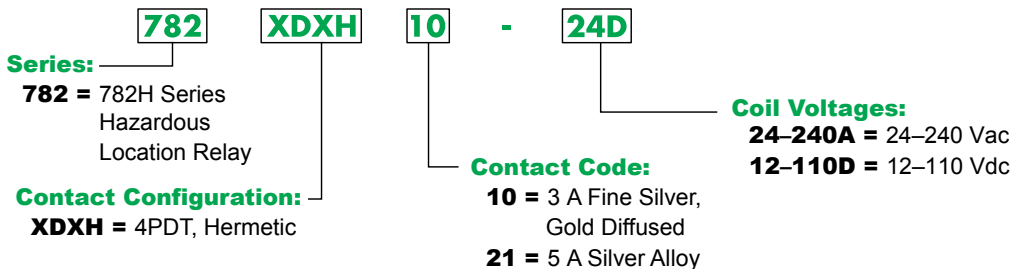 782 XDXH 10 - 24D
Series:
782 = 782H Series
Hazardous
Location Relay
Contact Configuration:
XDXH = 4PDT, Hermetic
Contact Code:
10 = 3 A Fine Silver,
Gold Diffused
21 = 5 A Silver Alloy
Coil Voltages:
24–240A = 24–240 Vac
12–110D = 12–110 Vdc